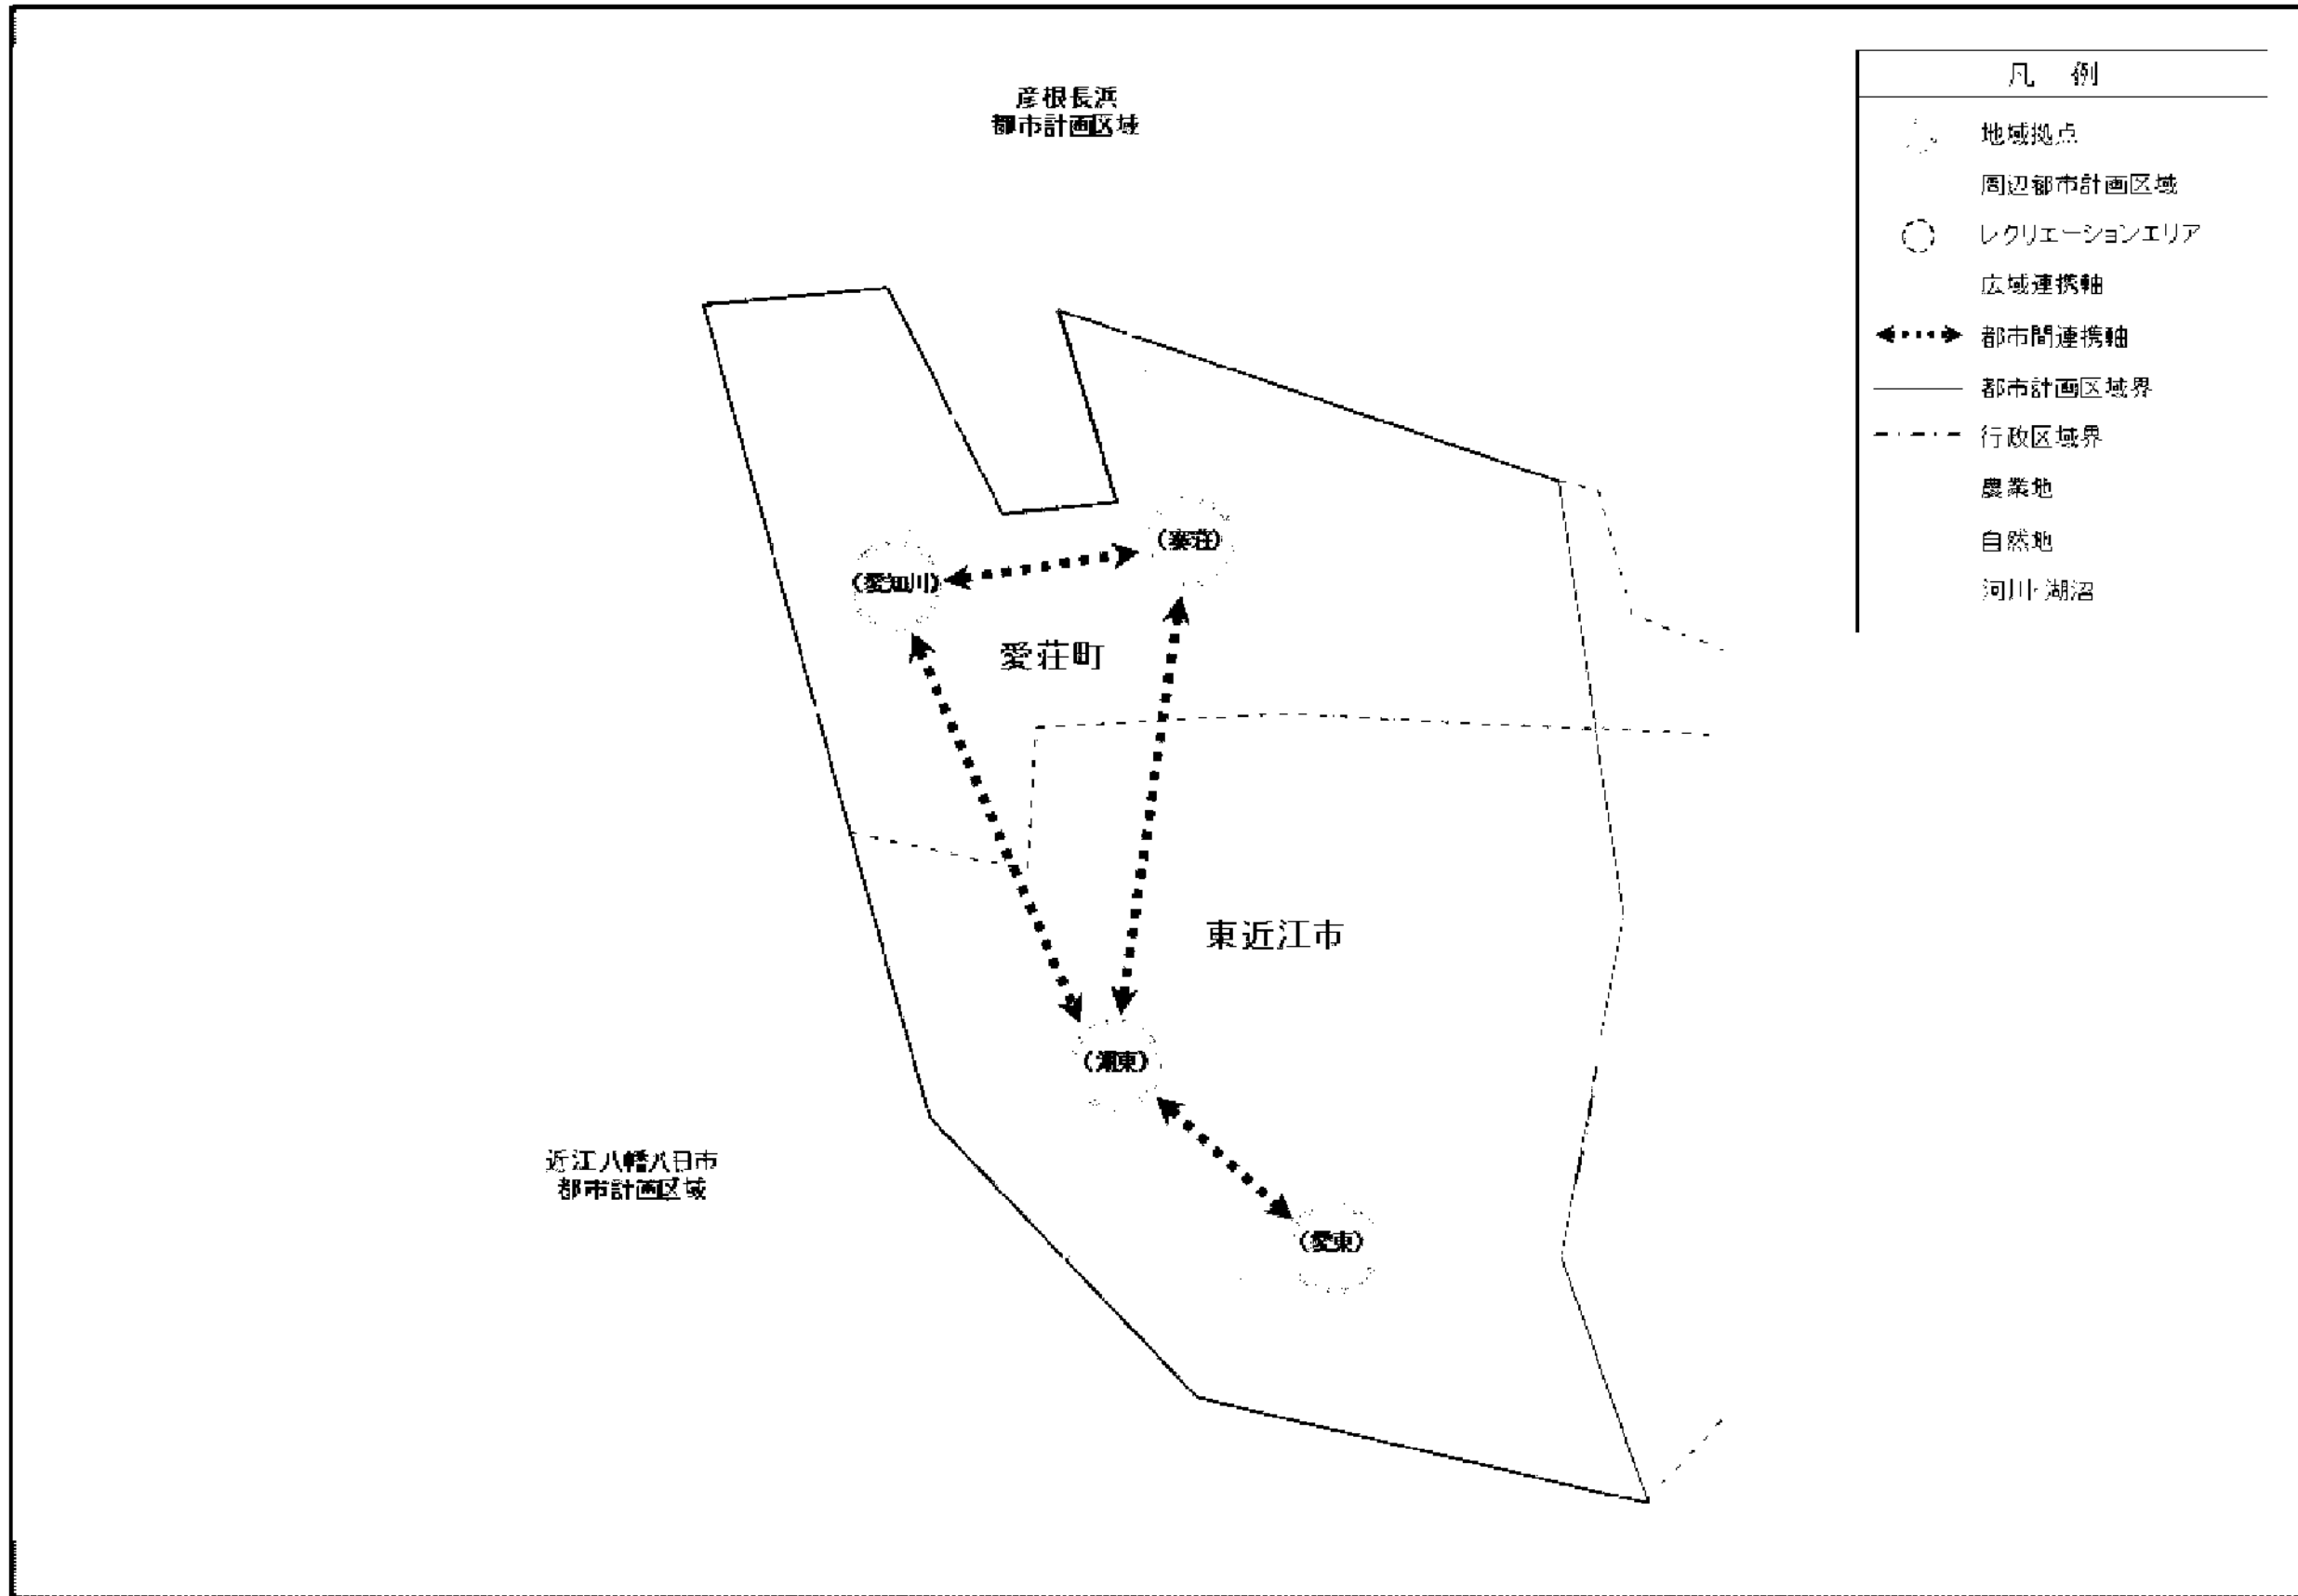 彦根長浜
都市計画区域
凡 例
地域拠点
周辺都市計画区域
レクリエーションエリア
広域連携軸
都市間連携軸
都市計画区域界
行政区域界
農業地
自然地
河川・湖沼
(秦荘)
(愛知川)
愛荘町
東近江市
(湖東)
近江八幡八日市
都市計画区域
(愛東)